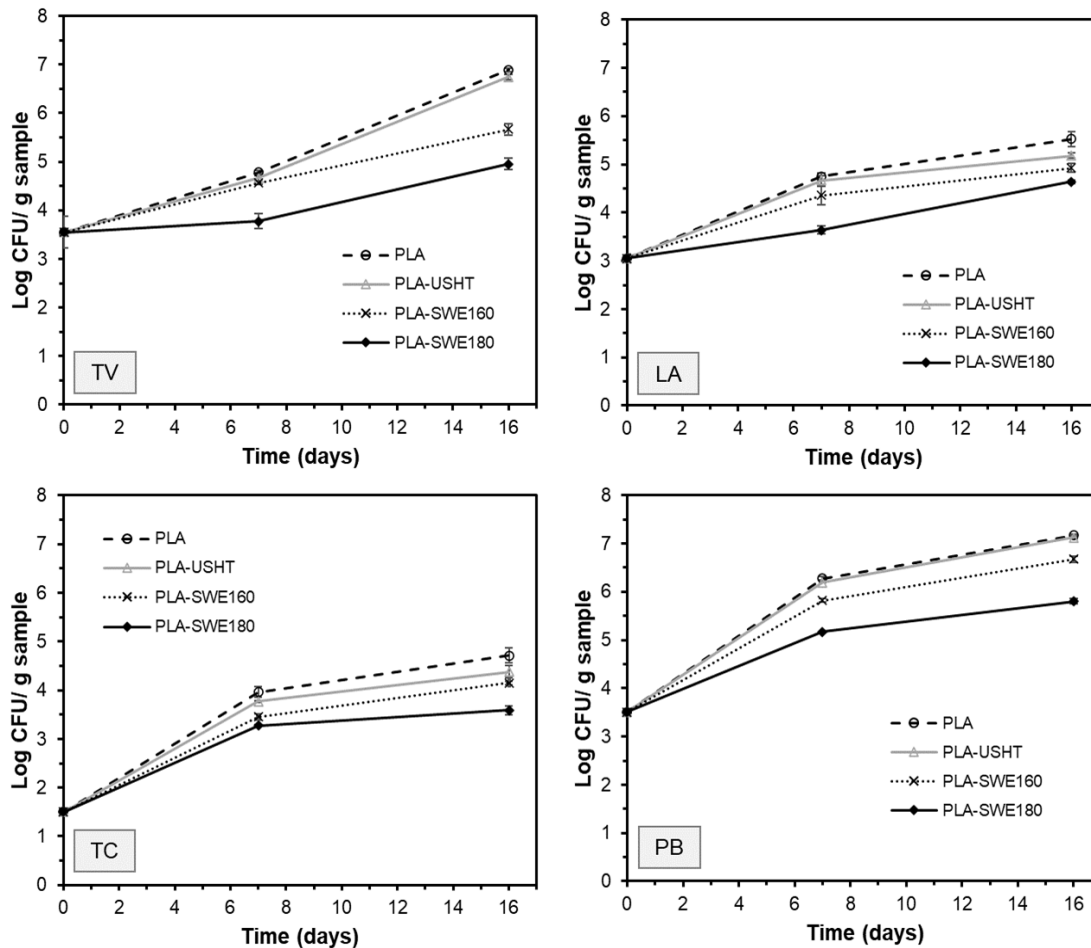 8
7
6
5
4
3
2
1
0
Log CFU/ g sample
PLA
PLA-USHT
PLA-SWE160
PLA-SWE180
TV
0 2 4 6 8 10 12 14 16
Time (days)
8
7
6
5
4
3
2
1
0
Log CFU/ g sample
PLA
PLA-USHT
PLA-SWE160
PLA-SWE180
LA
0 2 4 6 8 10 12 14 16
Time (days)
8
7
6
5
4
3
2
1
0
Log CFU/ g sample
PLA
PLA-USHT
PLA-SWE160
PLA-SWE180
TC
0 2 4 6 8 10 12 14 16
Time (days)
8
7
6
5
4
3
2
1
0
Log CFU/ g sample
PLA
PLA-USHT
PLA-SWE160
PLA-SWE180
PB
0 2 4 6 8 10 12 14 16
Time (days)